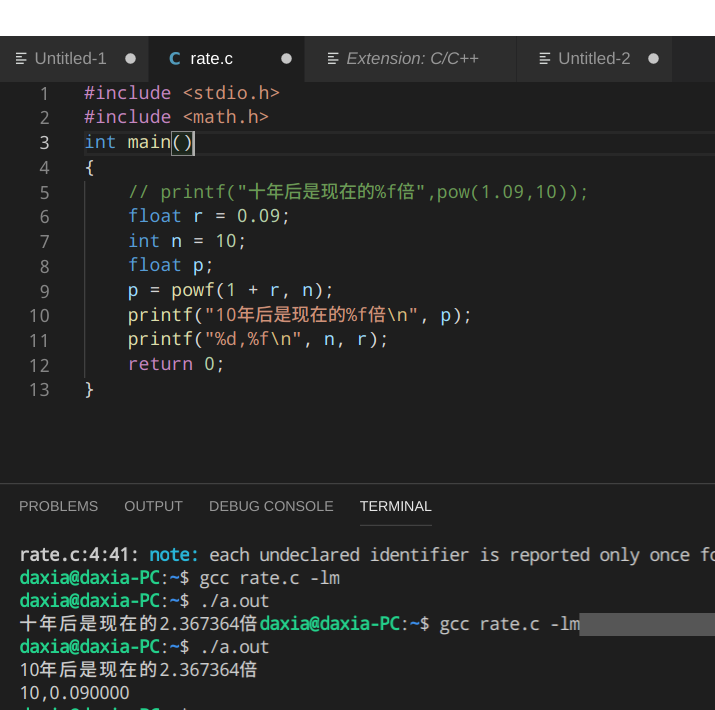 Untitled-1
C rate.c
Extension: C/C++
Untitled-2
1 #include <stdio.h>
2 #include <math.h>
3 int main()
4 {
5 // printf("十年后是现在的%f倍",pow(1.09,10));
6 float r = 0.09;
7 int n = 10;
8 float p;
9 p = powf(1 + r, n);
10 printf("10年后是现在的%f倍\n", p);
11 printf("%d,%f\n", n, r);
12 return 0;
13 }
PROBLEMS OUTPUT DEBUG CONSOLE TERMINAL
rate.c:4:41: note: each undeclared identifier is reported only once fo
daxia@daxia-PC:~$ gcc rate.c -lm
daxia@daxia-PC:~$ ./a.out
十年后是现在的2.367364倍daxia@daxia-PC:~$ gcc rate.c -lm
daxia@daxia-PC:~$ ./a.out
10年后是现在的2.367364倍
10,0.090000